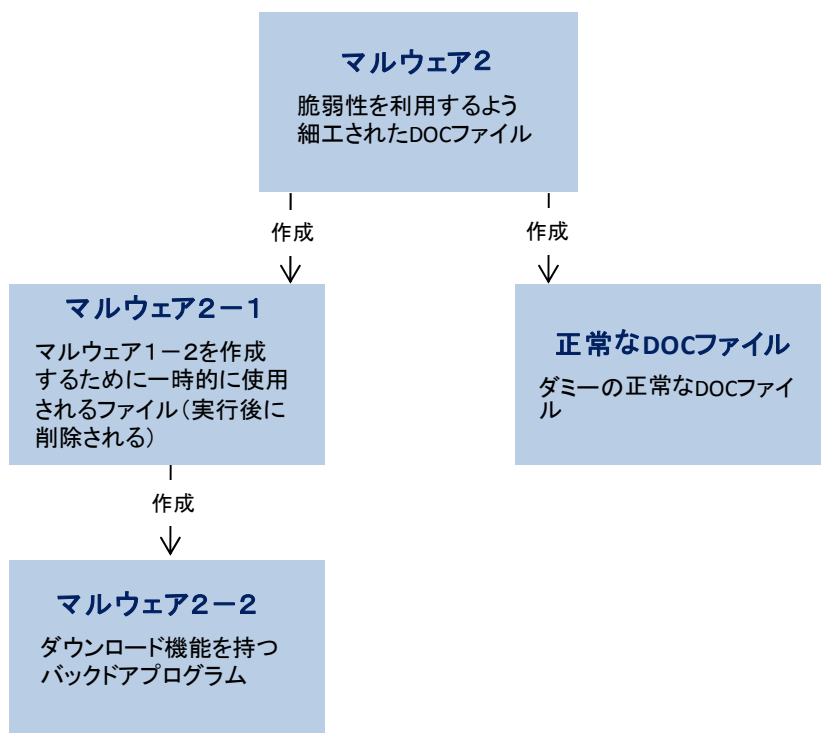 マルウェア2
脆弱性を利用するよう
細工されたDOCファイル
作成
作成
マルウェア2－1
マルウェア1－2を作成
するために一時的に使用
されるファイル（実行後に
削除される）
正常なDOCファイル
ダミーの正常なDOCファイ
ル
作成
マルウェア2－2
ダウンロード機能を持つ
バックドアプログラム